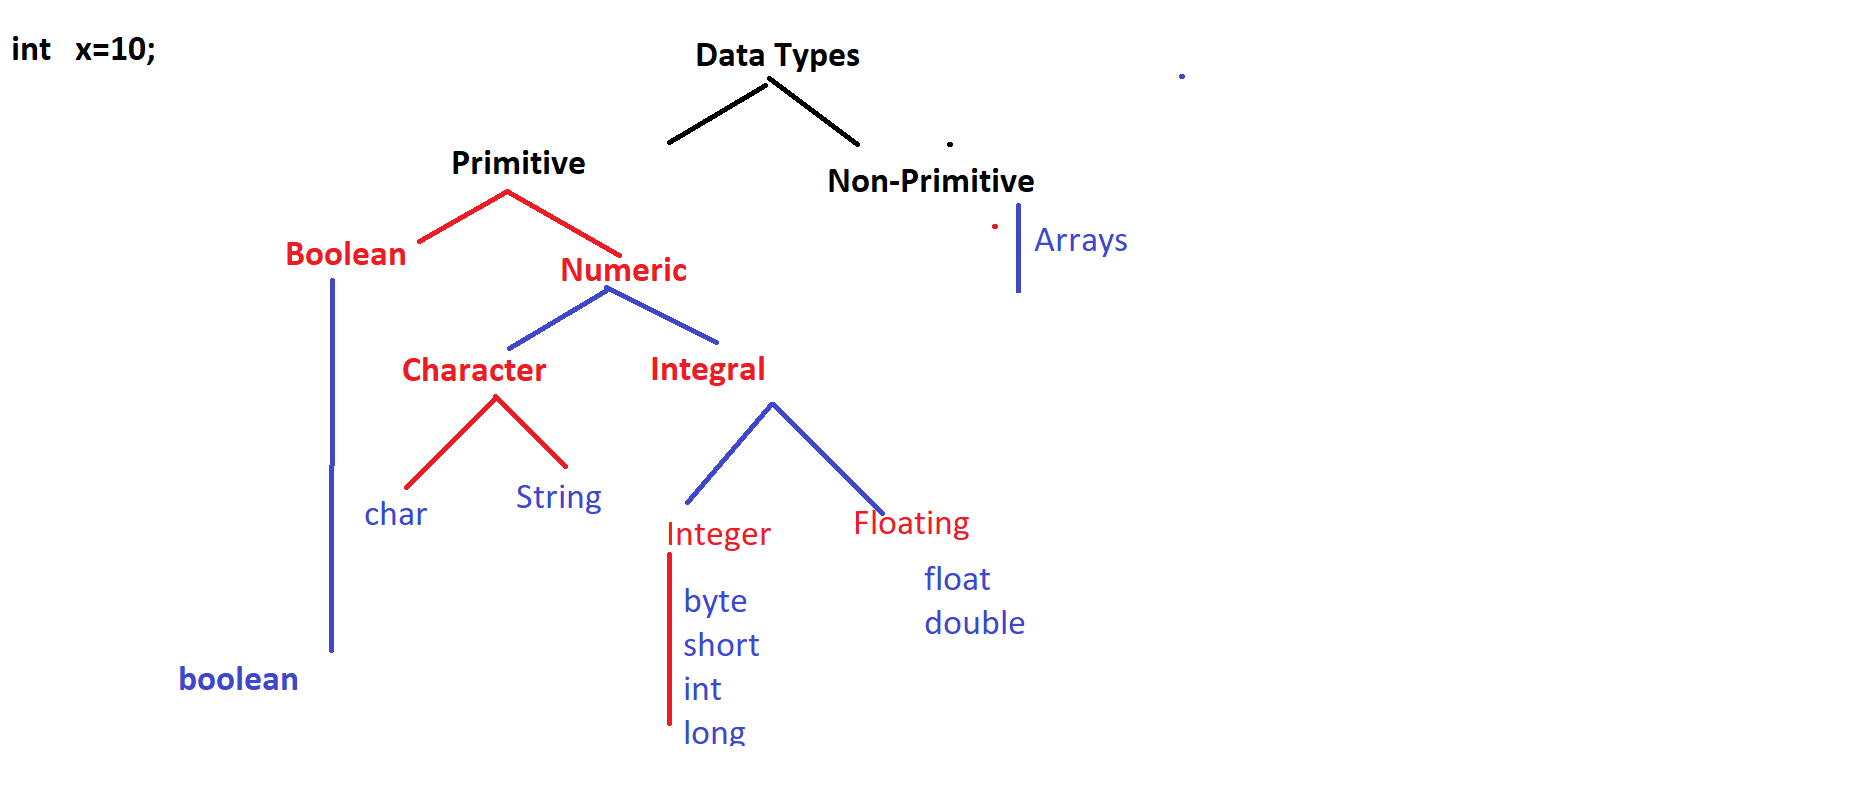 int x=10;
Data Types
Primitive
Non-Primitive
Arrays
Boolean
Numeric
Character
Integral
char
String
Integer
Floating
byte
short
int
long
float
double
boolean